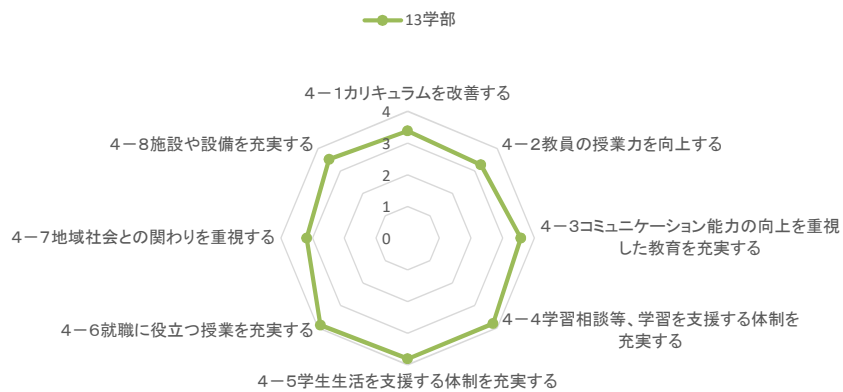 13学部
4－1カリキュラムを改善する
4－8施設や設備を充実する
4－2教員の授業力を向上する
4
3
2
1
0
4－7地域社会との関わりを重視する
4－3コミュニケーション能力の向上を重視
した教育を充実する
4－6就職に役立つ授業を充実する
4－4学習相談等、学習を支援する体制を
充実する
4－5学生生活を支援する体制を充実する